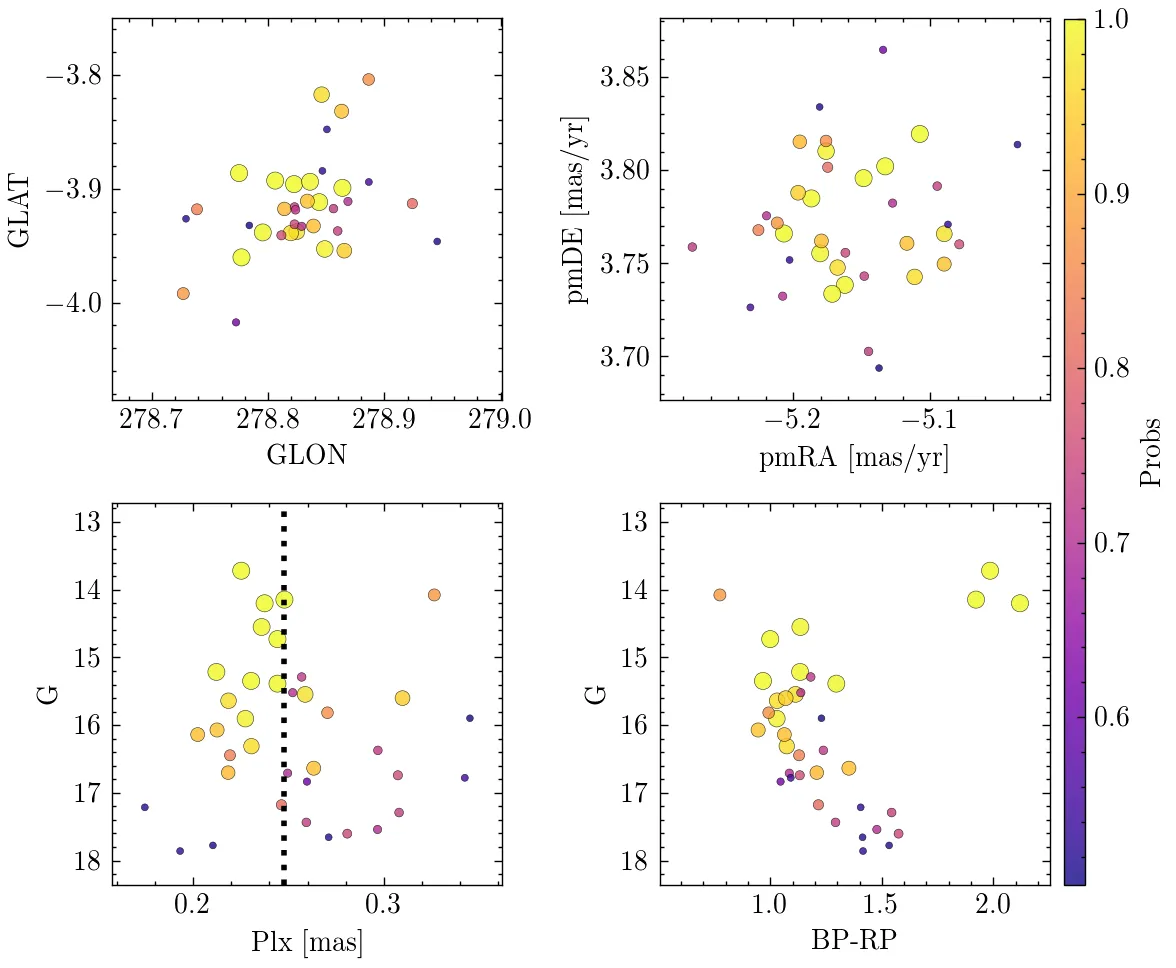 −3.8
−3.9
−4.0
GLAT
278.7 278.8 278.9 279.0
GLON
3.85
3.80
3.75
3.70
pmDE [mas/yr]
−5.2 −5.1
pmRA [mas/yr]
13
14
15
16
17
18
G
0.2 0.3
Plx [mas]
13
14
15
16
17
18
G
1.0 1.5 2.0
BP-RP
1.0
0.9
0.8
0.7
0.6
Probs